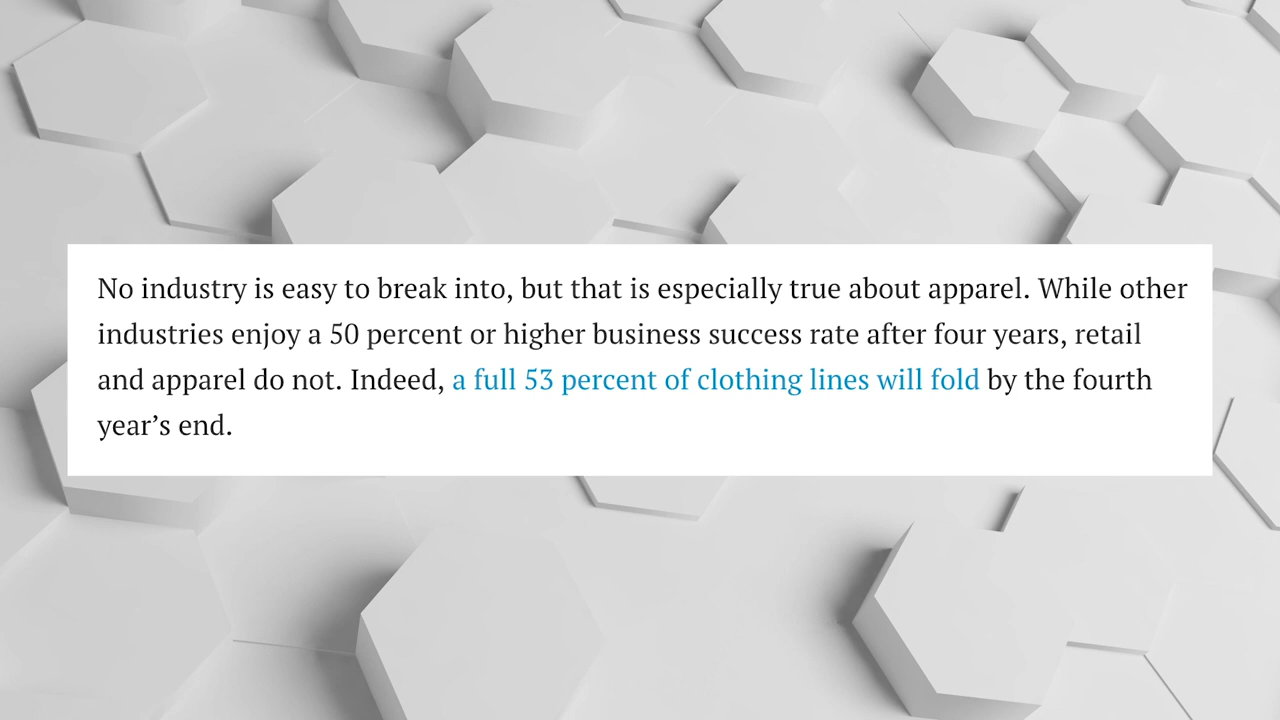 No industry is easy to break into, but that is especially true about apparel. While other
industries enjoy a 50 percent or higher business success rate after four years, retail
and apparel do not. Indeed, a full 53 percent of clothing lines will fold by the fourth
year’s end.